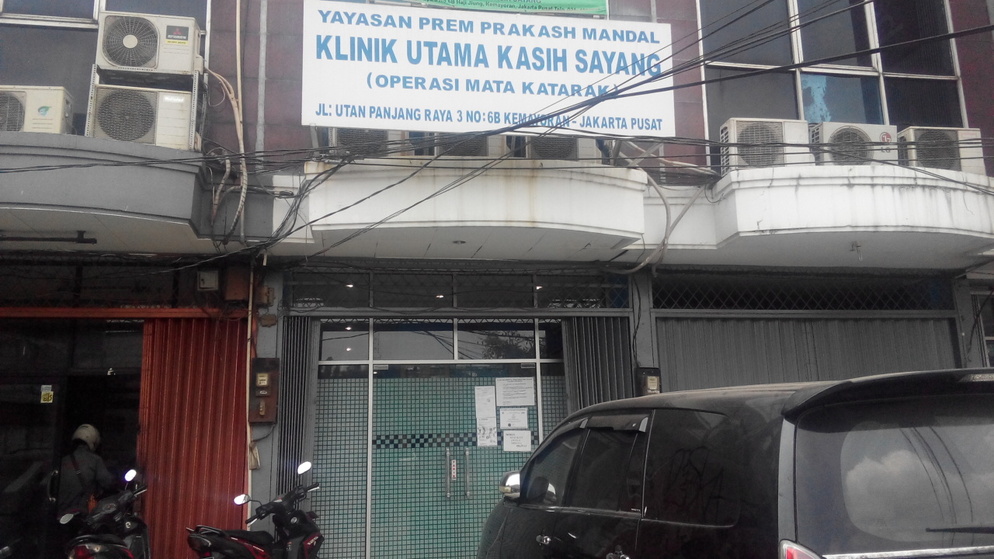 YAYASAN PREM PRAKASH MANDAL
KLINIK UTAMA KASIH SAYANG
(OPERASI MATA KATARAK)
JL: UTAN PANJANG RAYA 3 NO: 6B KEMAYORAN - JAKARTA PUSAT